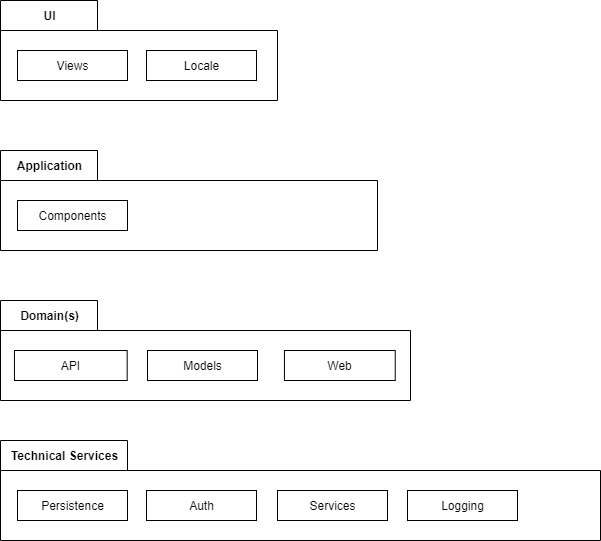 UI
Views Locale
Application
Components
Domain(s)
API Models Web
Technical Services
Persistence Auth Services Logging